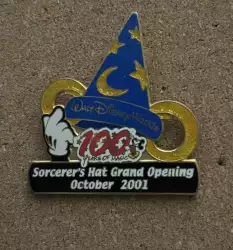 Walt Disney World
100
Years of Magic
Sorcerer's Hat Grand Opening
October 2001